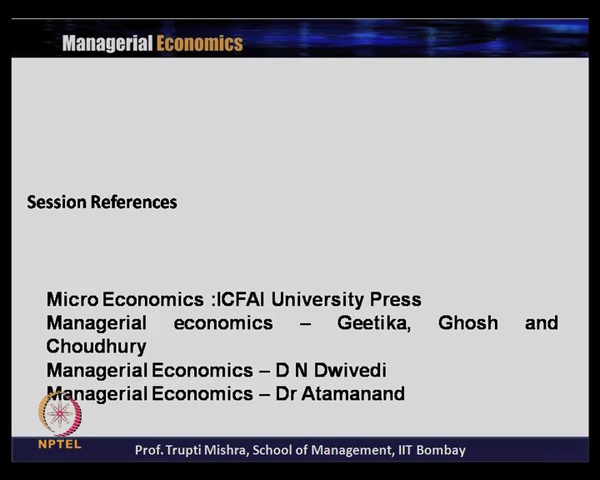 Managerial Economics
Session References
Micro Economics :ICFAI University Press
Managerial economics – Geetika, Ghosh and
Choudhury
Managerial Economics – D N Dwivedi
Managerial Economics – Dr Atamanand
NPTEL
Prof. Trupti Mishra, School of Management, IIT Bombay